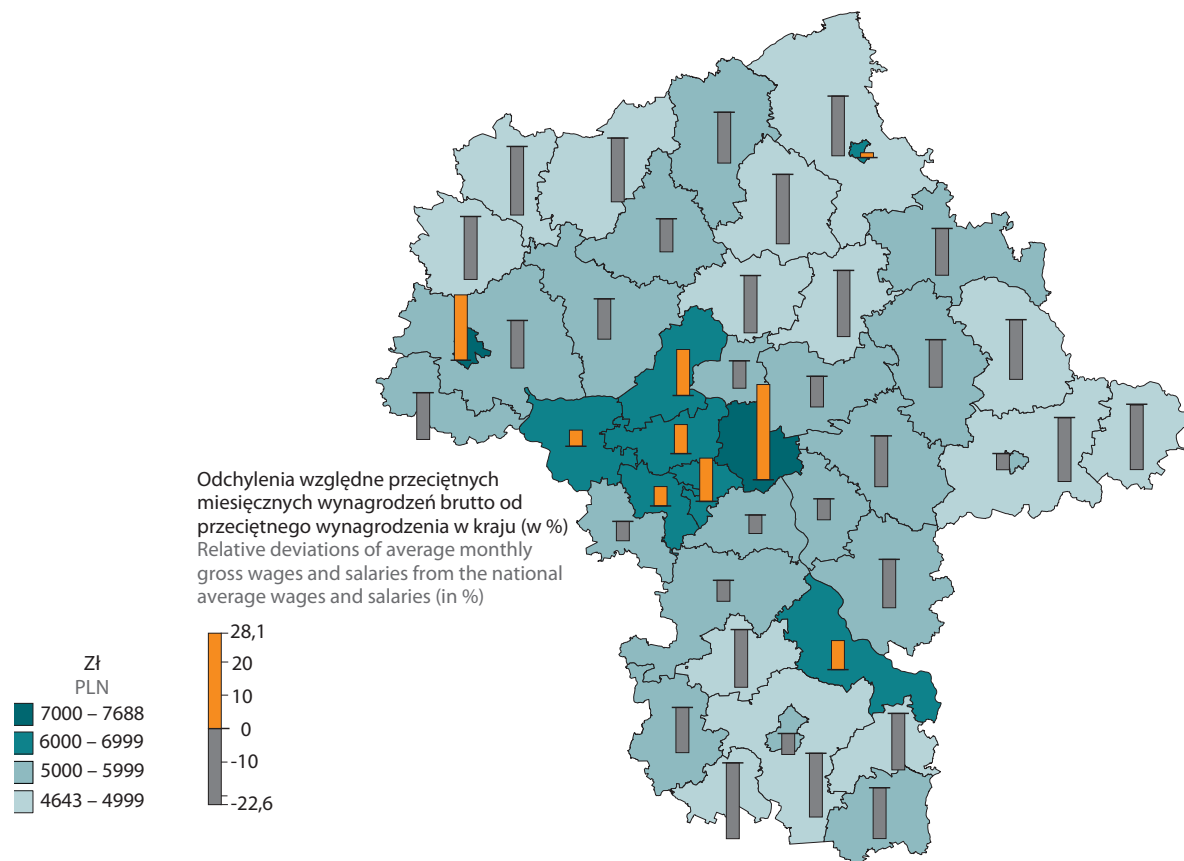 Odchylenia względne przeciętnych
miesięcznych wynagrodzeń brutto od
przeciętnego wynagrodzenia w kraju (w %)
Relative deviations of average monthly
gross wages and salaries from the national
average wages and salaries (in %)
28,1
20
10
0
-10
-22,6
Zł
PLN
7000 – 7688
6000 – 6999
5000 – 5999
4643 – 4999